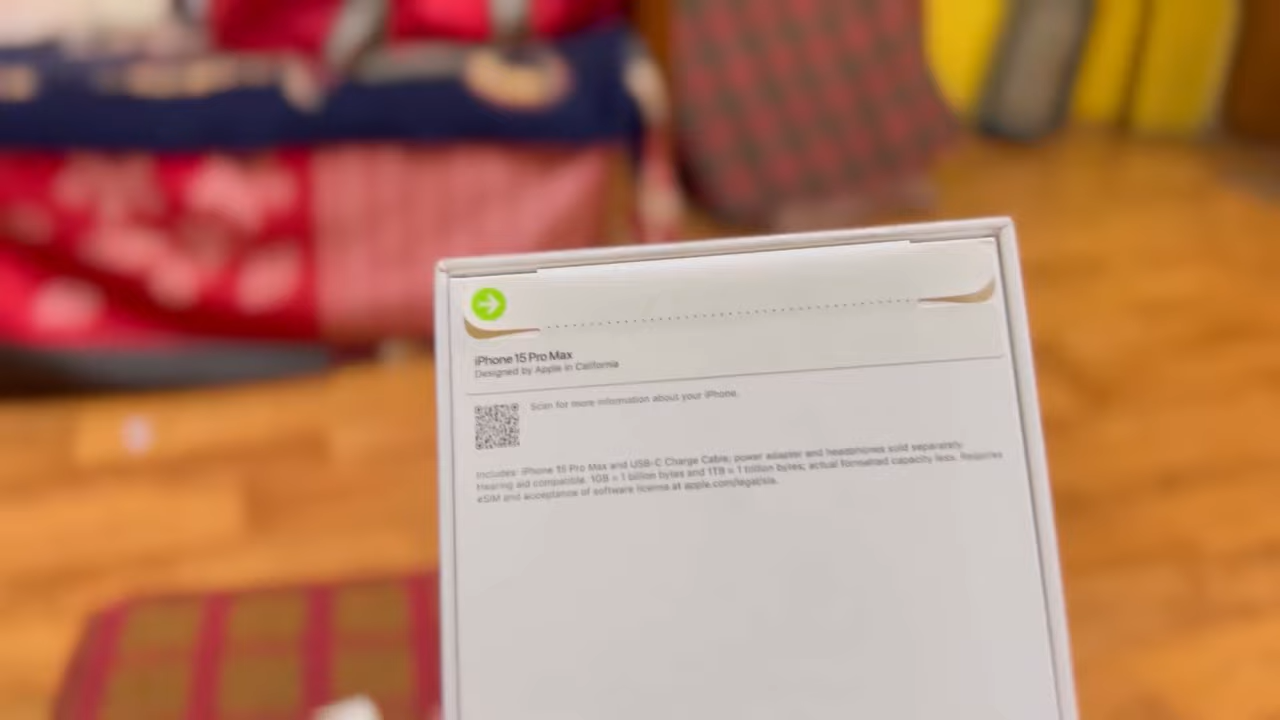 iPhone 15 Pro Max
Designed by Apple in California
Scan for more information about your iPhone.
Includes: iPhone 15 Pro Max and USB-C Charge Cable; power adapter and headphones sold separately.
Hearing aid compatible. 1GB = 1 billion bytes and 1TB = 1 billion bytes; actual formatted capacity less. Requires
eSIM and acceptance of software license at apple.com/legal/sla.